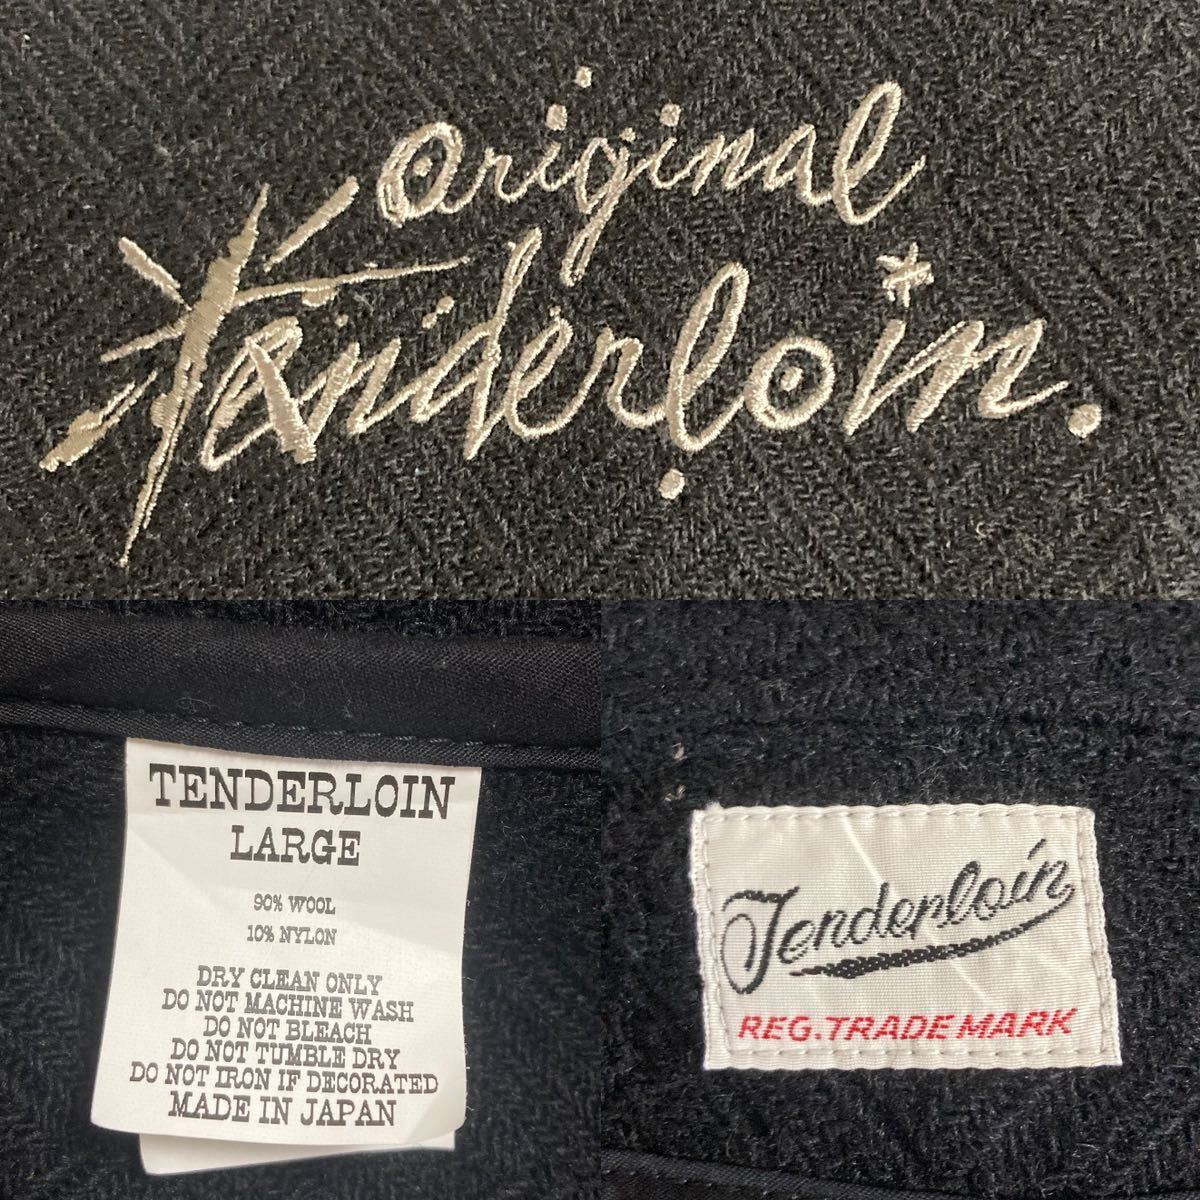 original
Tenderloin.
TENDERLOIN
LARGE
90% WOOL
10% NYLON
DRY CLEAN ONLY
DO NOT MACHINE WASH
DO NOT BLEACH
DO NOT TUMBLE DRY
DO NOT IRON IF DECORATED
MADE IN JAPAN
Tenderloin
REG. TRADE MARK